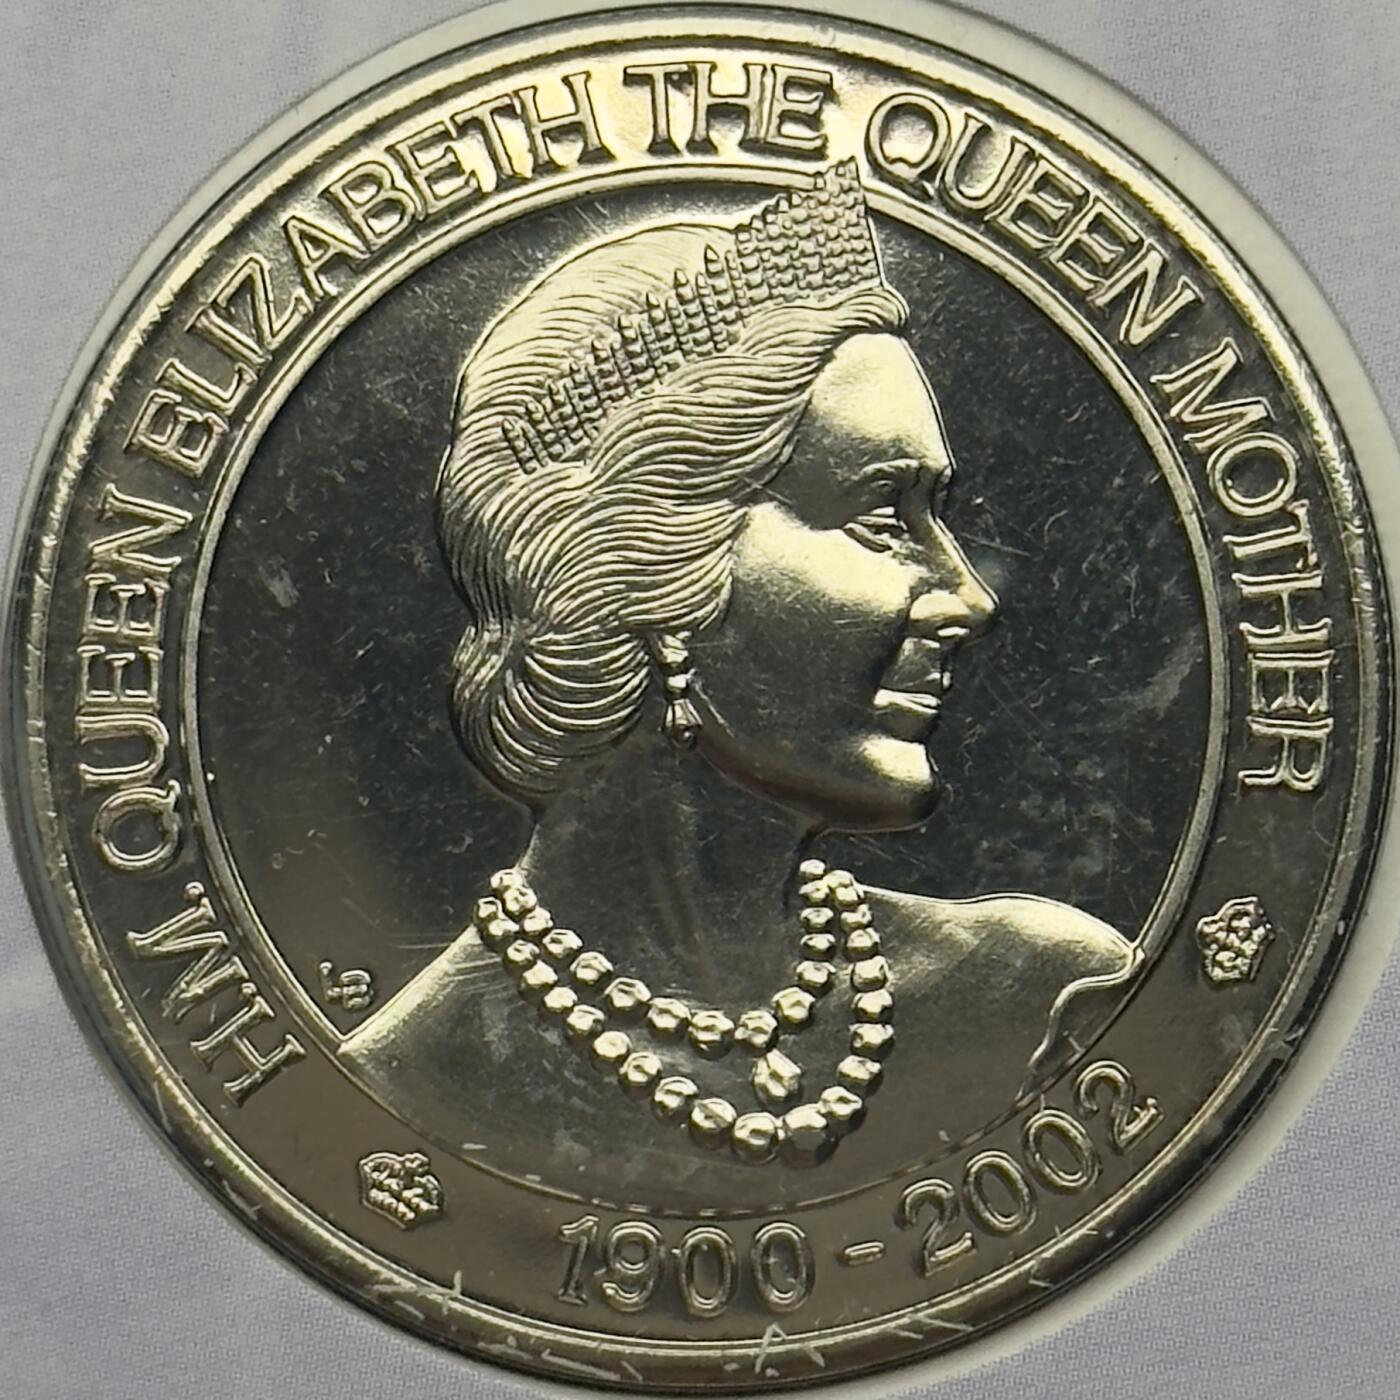 H.M. QUEEN ELIZABETH THE QUEEN MOTHER
1900 - 2002